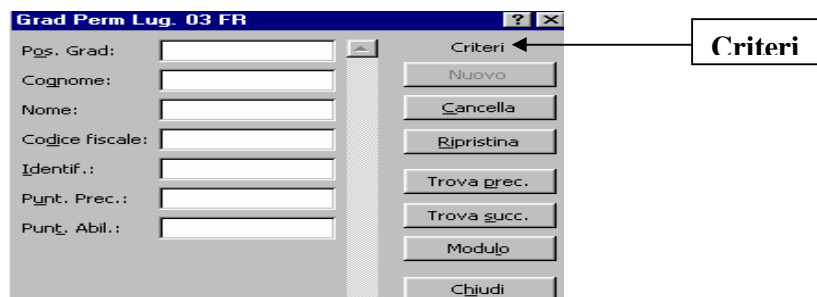 Grad Perm Lug. 03 FR
Pos. Grad:
Cognome:
Nome:
Codice fiscale:
Identif.:
Punt. Prec.:
Punt. Abil.:
Criteri
Nuovo
Cancella
Ripristina
Trova prec.
Trova succ.
Modulo
Chiudi
Criteri